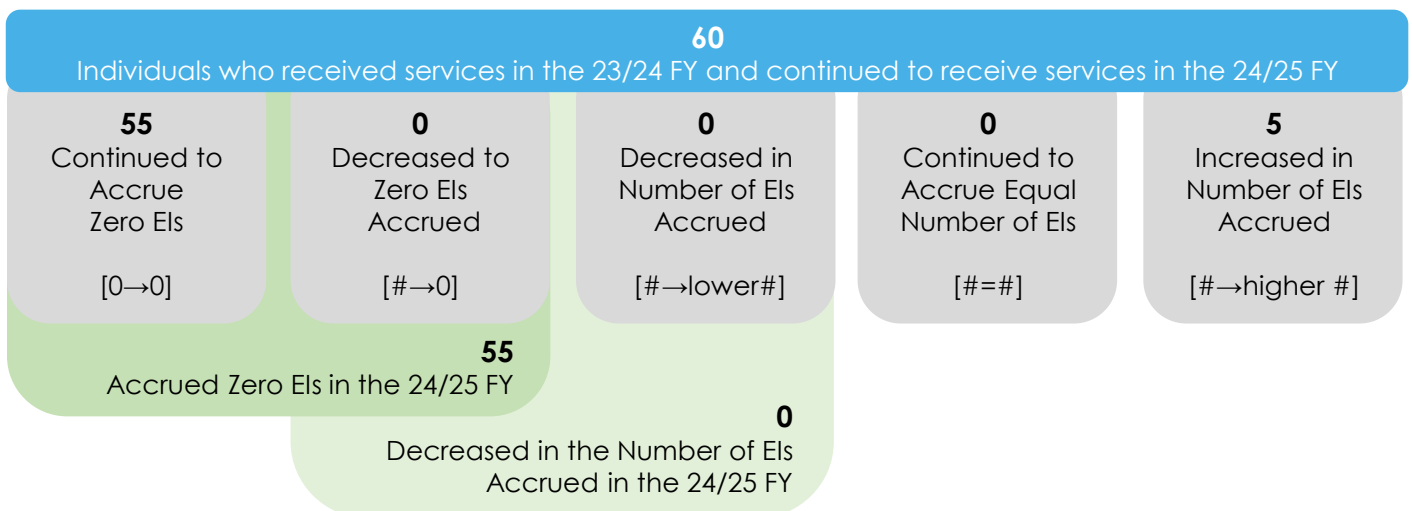 60
Individuals who received services in the 23/24 FY and continued to receive services in the 24/25 FY
55
Continued to
Accrue
Zero EIs
[0→0]
0
Decreased to
Zero EIs
Accrued
[#→0]
0
Decreased in
Number of EIs
Accrued
[#→lower#]
0
Continued to
Accrue Equal
Number of EIs
[#=#]
5
Increased in
Number of EIs
Accrued
[#→higher #]
55
Accrued Zero EIs in the 24/25 FY
0
Decreased in the Number of EIs
Accrued in the 24/25 FY